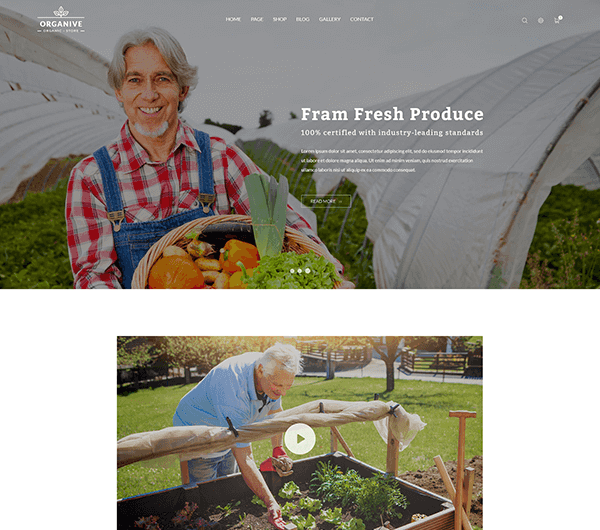 ORGANIVE
ORGANIC - STORE
HOME PAGE SHOP BLOG GALLERY CONTACT
Fram Fresh Produce
100% certified with industry-leading standards
Lorem ipsum dolor sit amet, consectetur adipiscing elit, sed do eiusmod tempor incididunt
ut labore et dolore magna aliqua. Ut enim ad minim veniam, quis nostrud exercitation
ullamco laboris nisi ut aliquip ex ea commodo consequat.
READ MORE